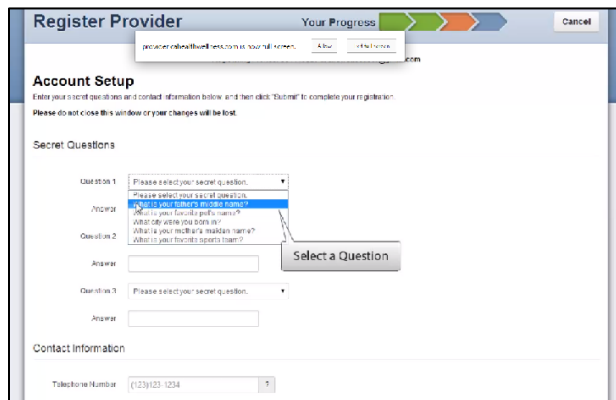 Register Provider
Your Progress
Cancel
provider.cahealthwellness.com is now full screen.
Allow
.com
Account Setup
Enter your secret questions and contact information below and then click "Submit" to complete your registration.
Please do not close this window or your changes will be lost.
Secret Questions
Question 1
Please select your secret question.
Please select your secret question.
What is your father's middle name?
Answer
What is your favorite pet's name?
What city were you born in?
Question 2
What is your mother's maiden name?
What is your favorite sports team?
Select a Question
Answer
Question 3
Please select your secret question.
Answer
Contact Information
Telephone Number
(123)123-1234
?